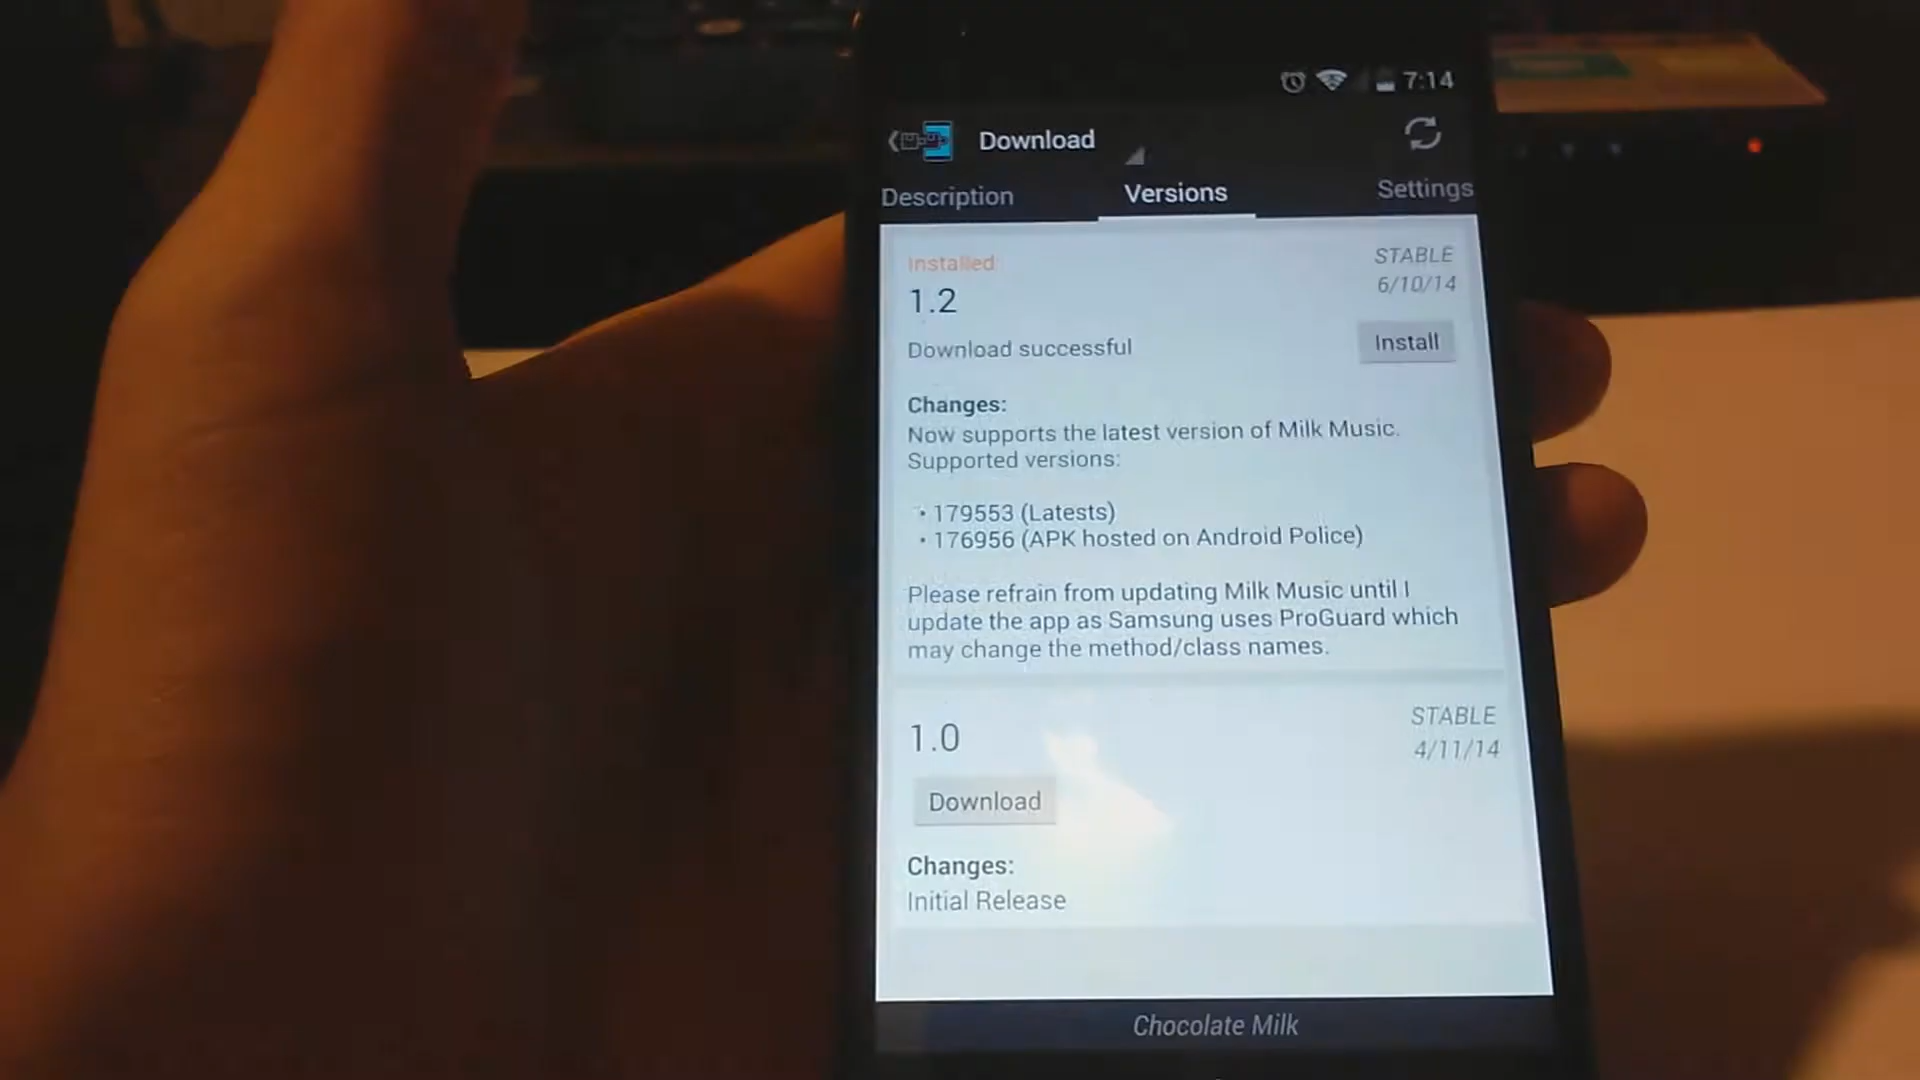 7:14
Download
Description Versions Settings
Installed STABLE
1.2 6/10/14
Download successful Install
Changes:
Now supports the latest version of Milk Music.
Supported versions:
• 179553 (Latests)
• 176956 (APK hosted on Android Police)
Please refrain from updating Milk Music until I
update the app as Samsung uses ProGuard which
may change the method/class names.
1.0 STABLE
4/11/14
Download
Changes:
Initial Release
Chocolate Milk